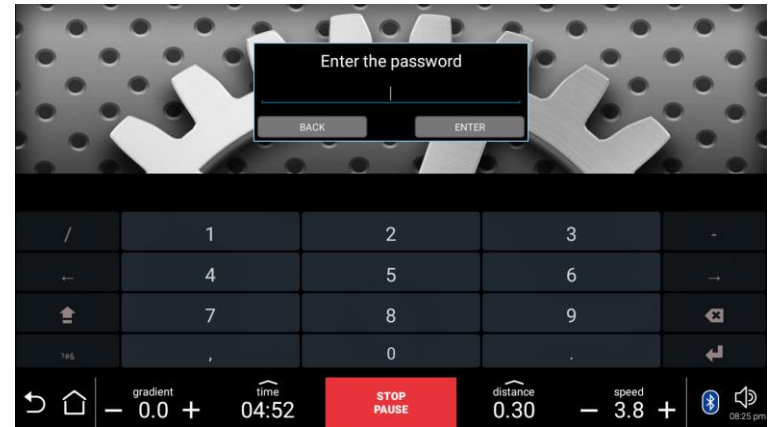 Enter the password
BACK ENTER
/ 1 2 3 -
← 4 5 6 →
7 8 9
?#& , 0 .
gradient time distance speed
− 0.0 + 04:52 STOP PAUSE 0.30 − 3.8 +
08:25 pm